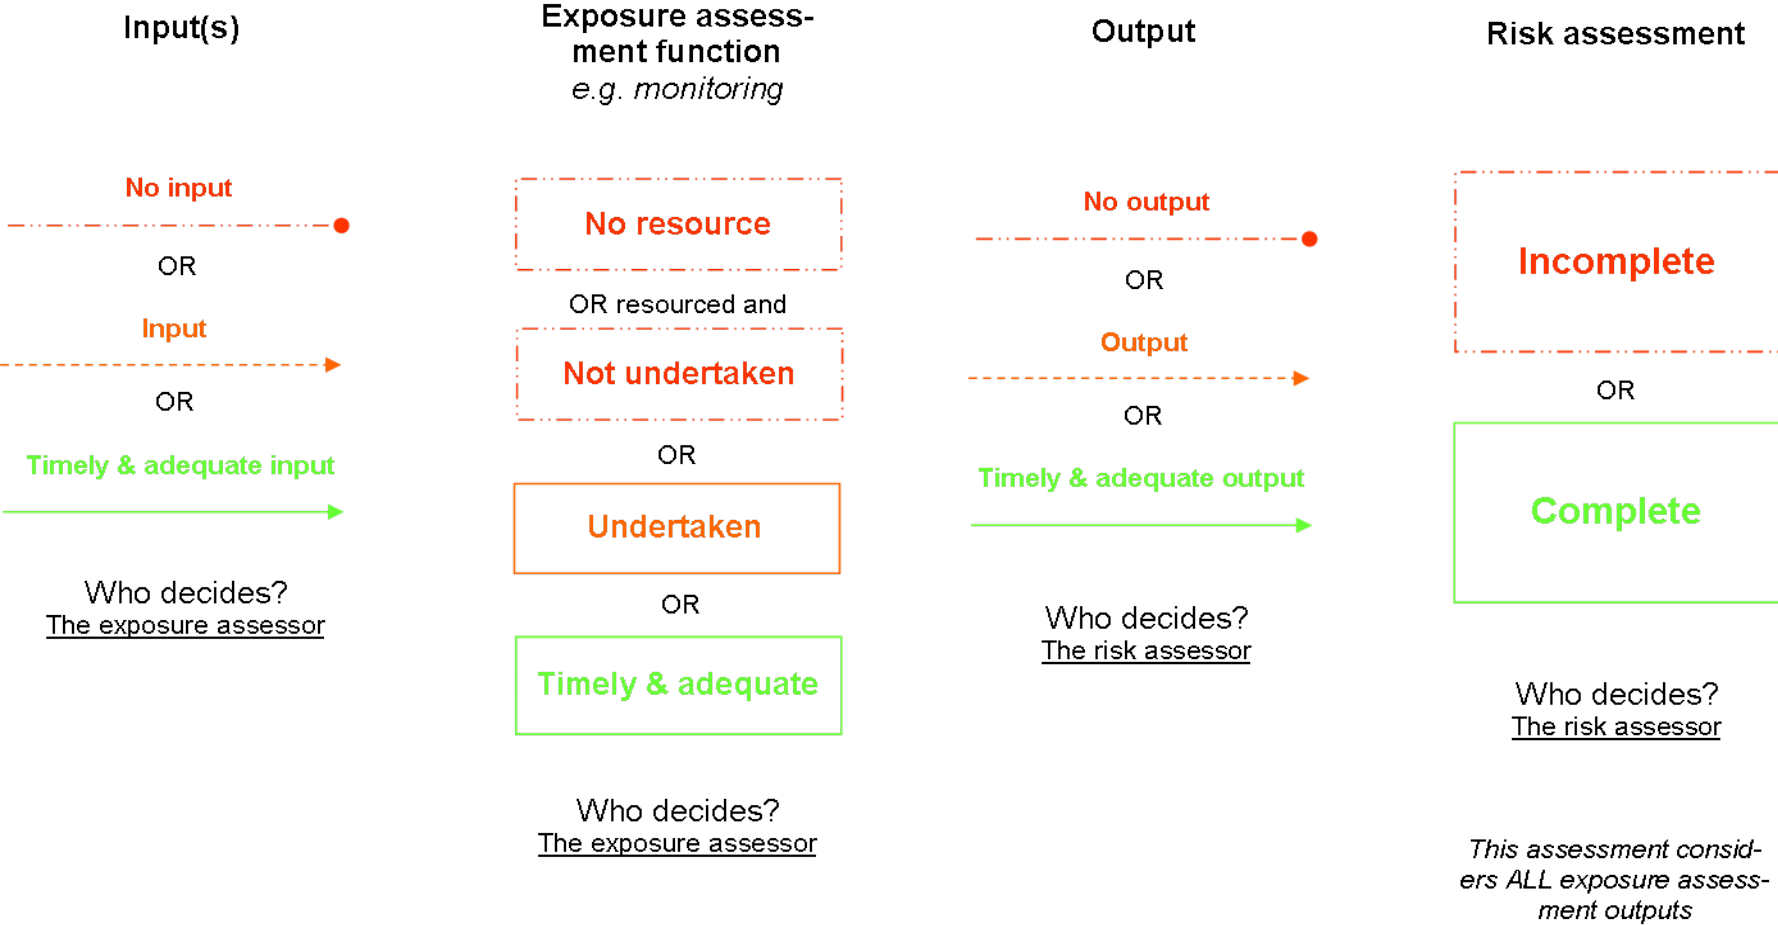 Input(s)
No input
OR
Input
OR
Timely & adequate input
Who decides?
The exposure assessor
Exposure assess-
ment function
e.g. monitoring
No resource
OR resourced and
Not undertaken
OR
Undertaken
OR
Timely & adequate
Who decides?
The exposure assessor
Output
No output
OR
Output
OR
Timely & adequate output
Who decides?
The risk assessor
Risk assessment
Incomplete
OR
Complete
Who decides?
The risk assessor
This assessment consid-
ers ALL exposure assess-
ment outputs